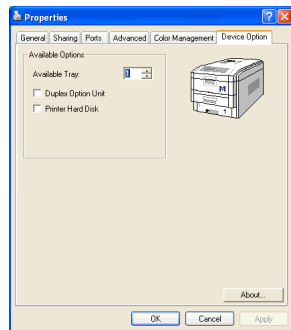 Properties
General Sharing Ports Advanced Color Management Device Option
Available Options
Available Tray: 1
Duplex Option Unit
Printer Hard Disk
M
1
About...
OK Cancel Apply